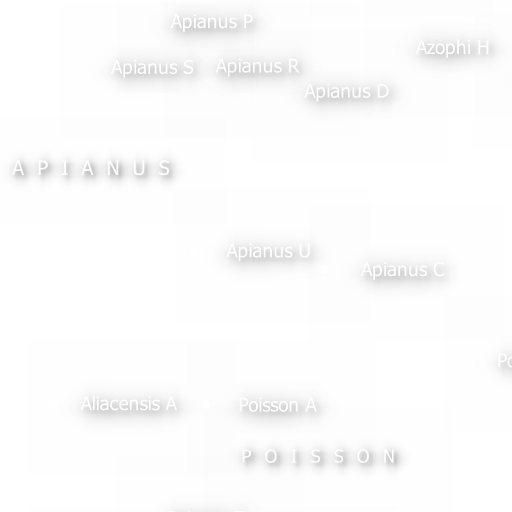 Apianus P
Azophi H
Apianus S
Apianus R
Apianus D
APIANUS
Apianus U
Apianus C
Po
Aliacensis A
Poisson A
POISSON